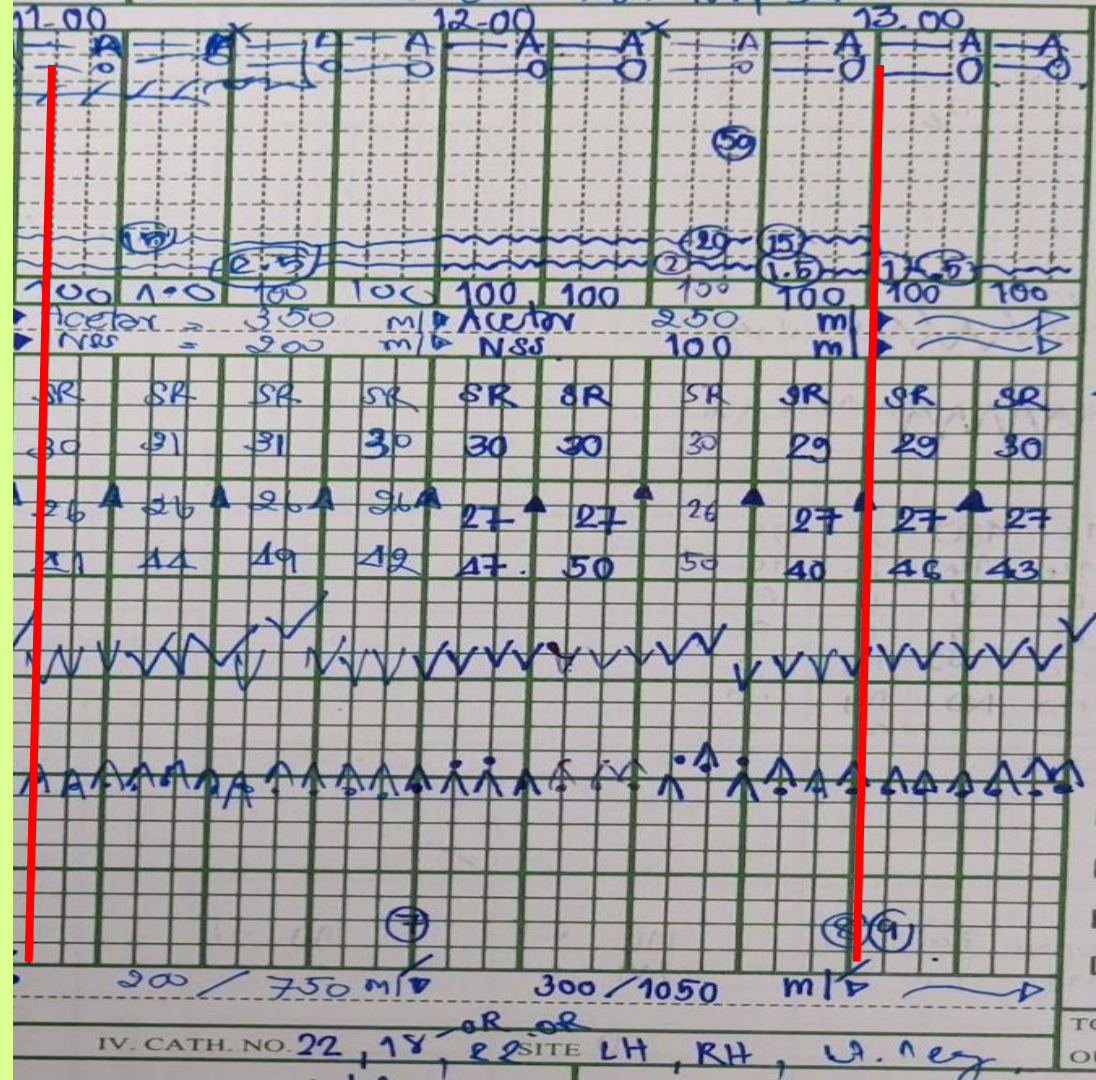 11-00 12-00 13.00
A A A A A A A A A
O O O O O O O O
50
20 15
2.5 2 1.5 1 .5
100 100 100 100 100 100 100 100 100
Acetar = 350 ml Acetar 250 ml
NSS = 200 ml NSS 100 ml
SR SR SR SR SR SR SR SR SR SR
30 31 31 30 30 30 30 29 29 30
26 26 26 26 27 27 26 27 27 27
44 49 42 47 50 50 40 46 43
7 8 9
200 / 750 ml 300 / 1050 ml
OR OR
IV. CATH. NO. 22, 18, 22 SITE LH, RH,